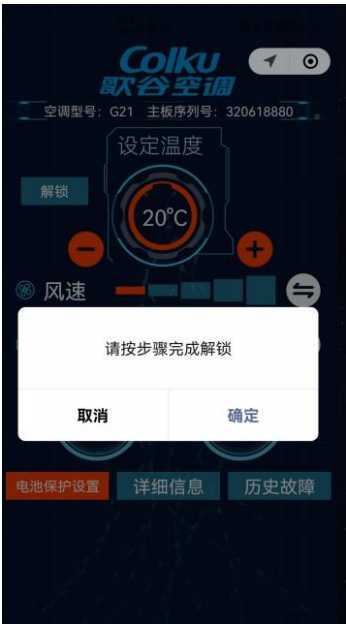 Colku
歌谷空调
空调型号：G21 主板序列号：320618880
设定温度
解锁
20℃
− +
风速
请按步骤完成解锁
取消 确定
电池保护设置 详细信息 历史故障